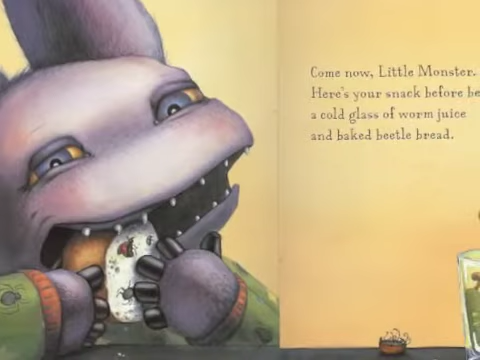 Come now, Little Monster.
Here's your snack before be
a cold glass of worm juice
and baked beetle bread.